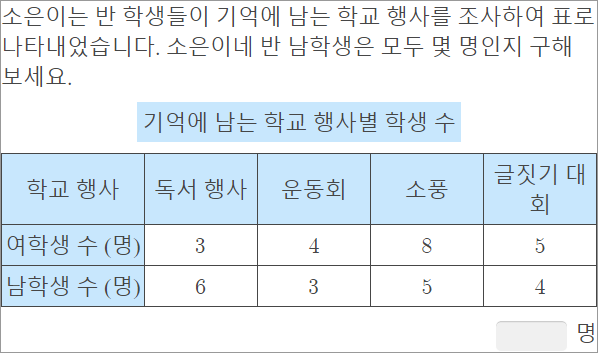 소은이는 반 학생들이 기억에 남는 학교 행사를 조사하여 표로
나타내었습니다. 소은이네 반 남학생은 모두 몇 명인지 구해
보세요.
기억에 남는 학교 행사별 학생 수
학교 행사 독서 행사 운동회 소풍 글짓기 대
회
여학생 수 (명) 3 4 8 5
남학생 수 (명) 6 3 5 4
명